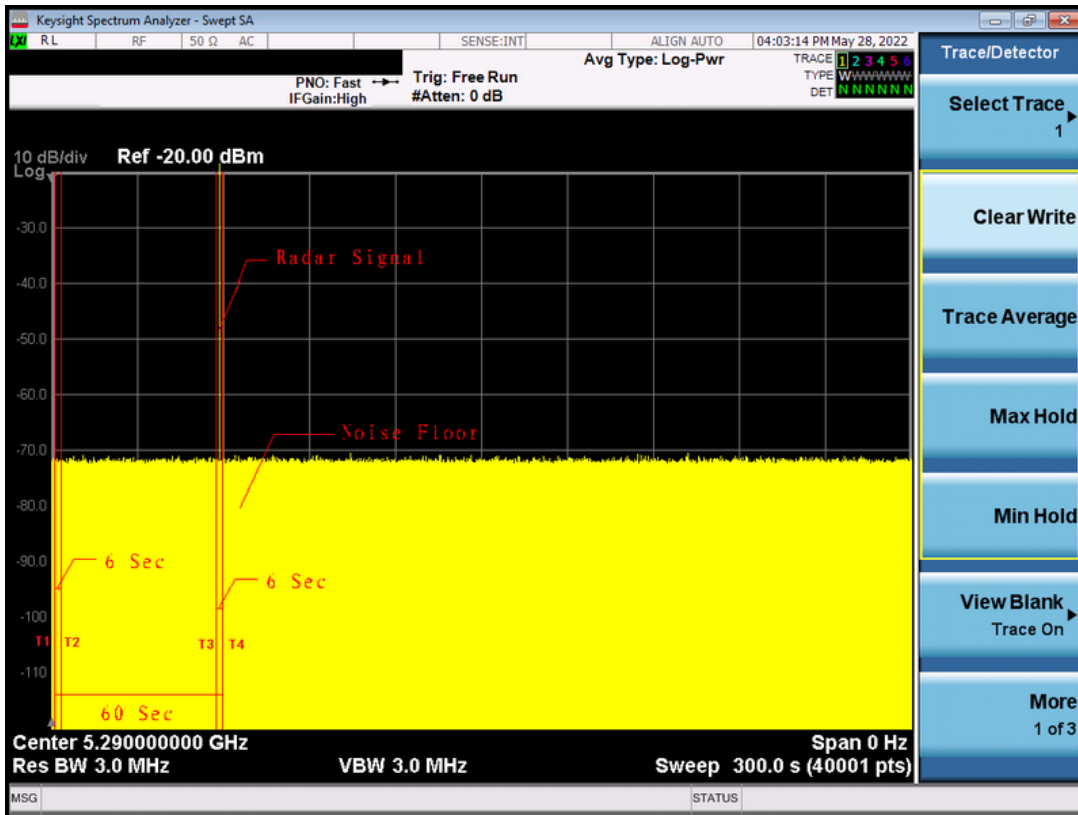 Keysight Spectrum Analyzer - Swept SA
LXI RL RF 50 Ω AC SENSE:INT ALIGN AUTO 04:03:14 PM May 28, 2022
Trace/Detector
Avg Type: Log-Pwr
TRACE 1 2 3 4 5 6
PNO: Fast
Trig: Free Run
TYPE WWWWWW
IFGain:High
#Atten: 0 dB
DET N N N N N N
Select Trace
1
10 dB/div Ref -20.00 dBm
Log
Clear Write
-30.0
Radar Signal
-40.0
Trace Average
-50.0
-60.0
Max Hold
Noise Floor
-70.0
-80.0
Min Hold
-90.0
6 Sec
6 Sec
View Blank
Trace On
-100
T1 T2 T3 T4
-110
60 Sec
More
1 of 3
Center 5.290000000 GHz Span 0 Hz
Res BW 3.0 MHz VBW 3.0 MHz Sweep 300.0 s (40001 pts)
MSG STATUS